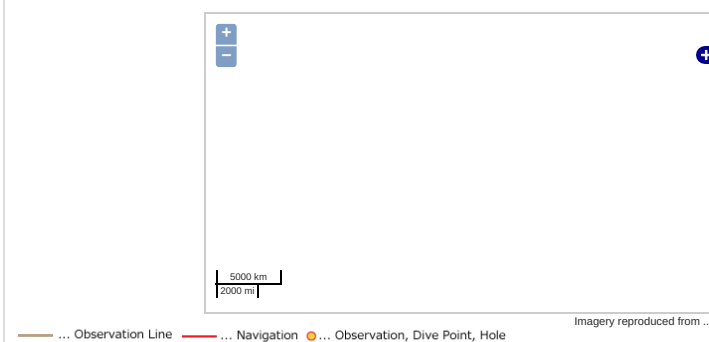 +
−
+
5000 km
2000 mi
Imagery reproduced from ..
... Observation Line ... Navigation ... Observation, Dive Point, Hole